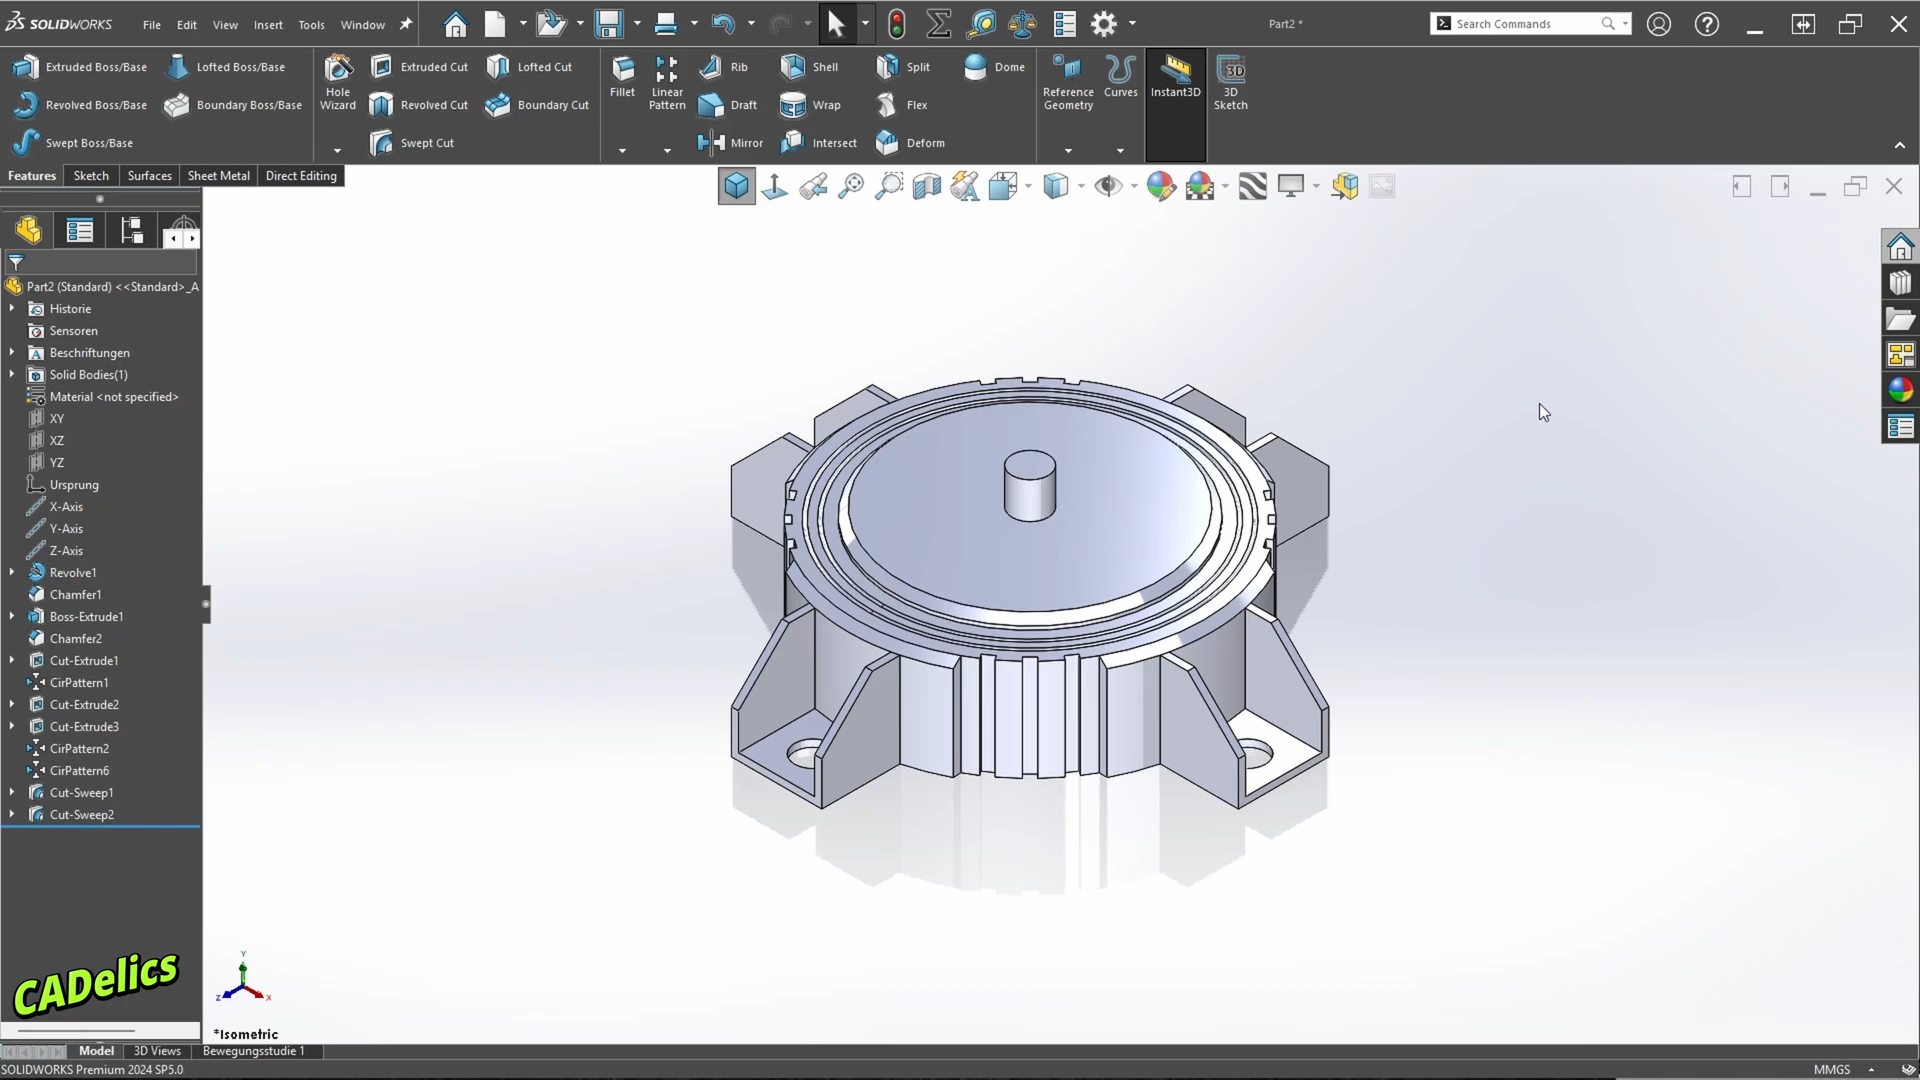 SOLIDWORKS File Edit View Insert Tools Window Part2 * Search Commands
Extruded Boss/Base Lofted Boss/Base Hole Wizard Extruded Cut Lofted Cut Fillet Linear Pattern Rib Shell Split Dome Reference Geometry Curves Instant3D 3D Sketch
Revolved Boss/Base Boundary Boss/Base Revolved Cut Boundary Cut Draft Wrap Flex
Swept Boss/Base Swept Cut Mirror Intersect Deform
Features Sketch Surfaces Sheet Metal Direct Editing
Part2 (Standard) <<Standard>_A
Historie
Sensoren
Beschriftungen
Solid Bodies(1)
Material <not specified>
XY
XZ
YZ
Ursprung
X-Axis
Y-Axis
Z-Axis
Revolve1
Chamfer1
Boss-Extrude1
Chamfer2
Cut-Extrude1
CirPattern1
Cut-Extrude2
Cut-Extrude3
CirPattern2
CirPattern6
Cut-Sweep1
Cut-Sweep2
CADelics
Y
Z X
*Isometric
Model 3D Views Bewegungsstudie 1
SOLIDWORKS Premium 2024 SP5.0 MMGS